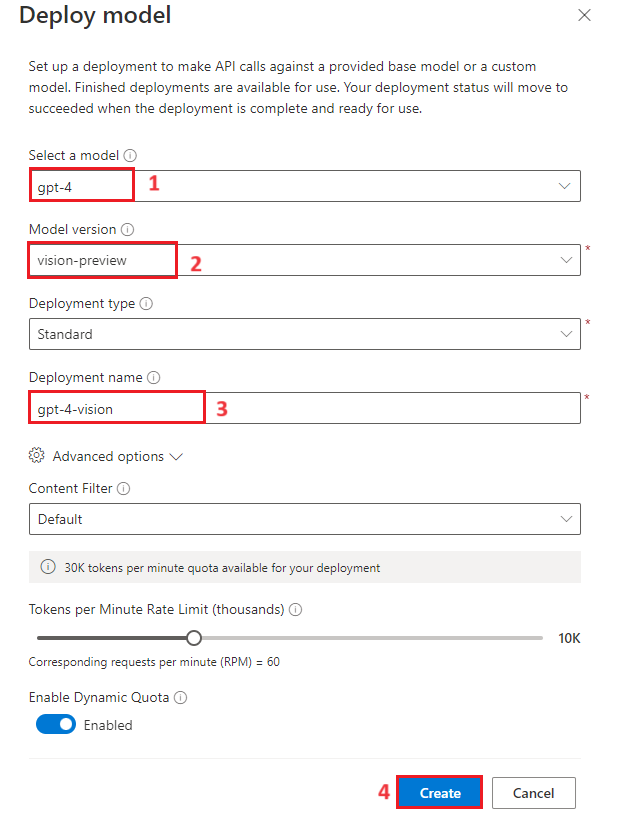 Deploy model
Set up a deployment to make API calls against a provided base model or a custom
model. Finished deployments are available for use. Your deployment status will move to
succeeded when the deployment is complete and ready for use.
Select a model
gpt-4 1
Model version
vision-preview 2 *
Deployment type
Standard *
Deployment name
gpt-4-vision 3 *
Advanced options
Content Filter
Default
30K tokens per minute quota available for your deployment
Tokens per Minute Rate Limit (thousands)
10K
Corresponding requests per minute (RPM) = 60
Enable Dynamic Quota
Enabled
4 Create Cancel